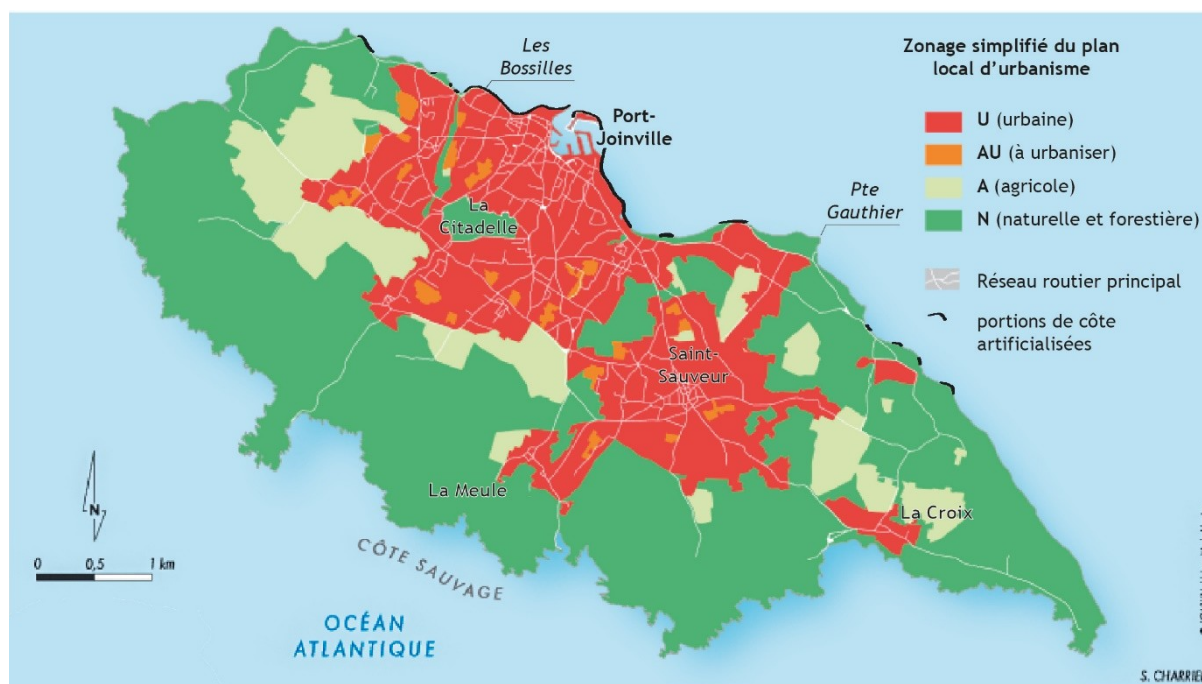 Zonage simplifié du plan
local d'urbanisme
U (urbaine)
AU (à urbaniser)
A (agricole)
N (naturelle et forestière)
Réseau routier principal
portions de côte
artificialisées
Les
Bossilles
Port-
Joinville
Pte
Gauthier
La
Citadelle
Saint-
Sauveur
La Meule
La Croix
N
0 0,5 1 km
CÔTE SAUVAGE
OCÉAN
ATLANTIQUE
S. CHARRIE